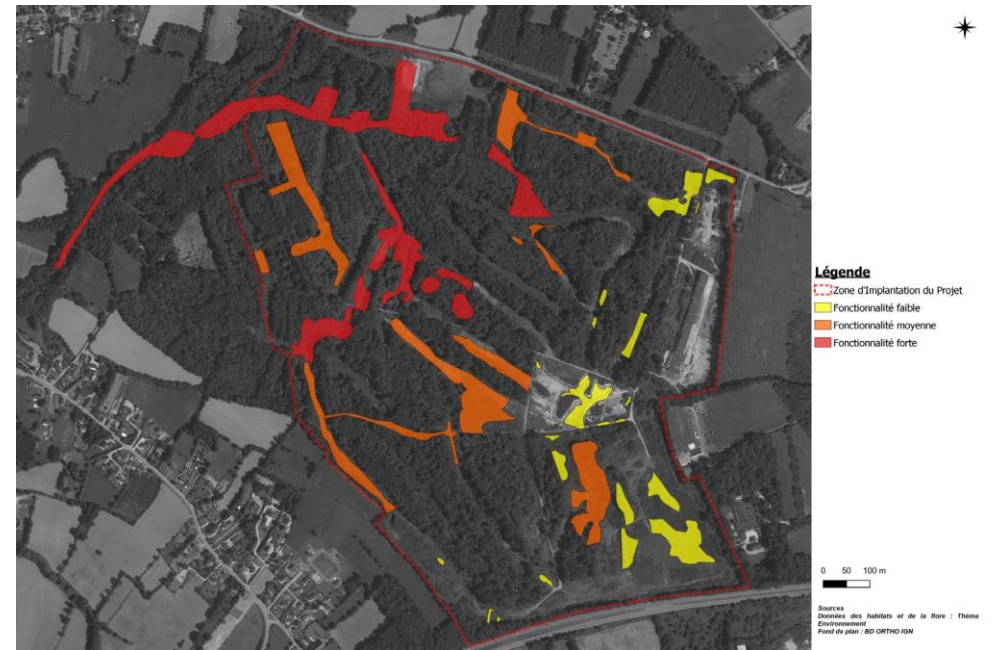 Légende
Zone d'Implantation du Projet
Fonctionnalité faible
Fonctionnalité moyenne
Fonctionnalité forte
0 50 100 m
Sources
Données des habitats et de la flore : Théma
Environnement
Fond de plan : BD ORTHO IGN